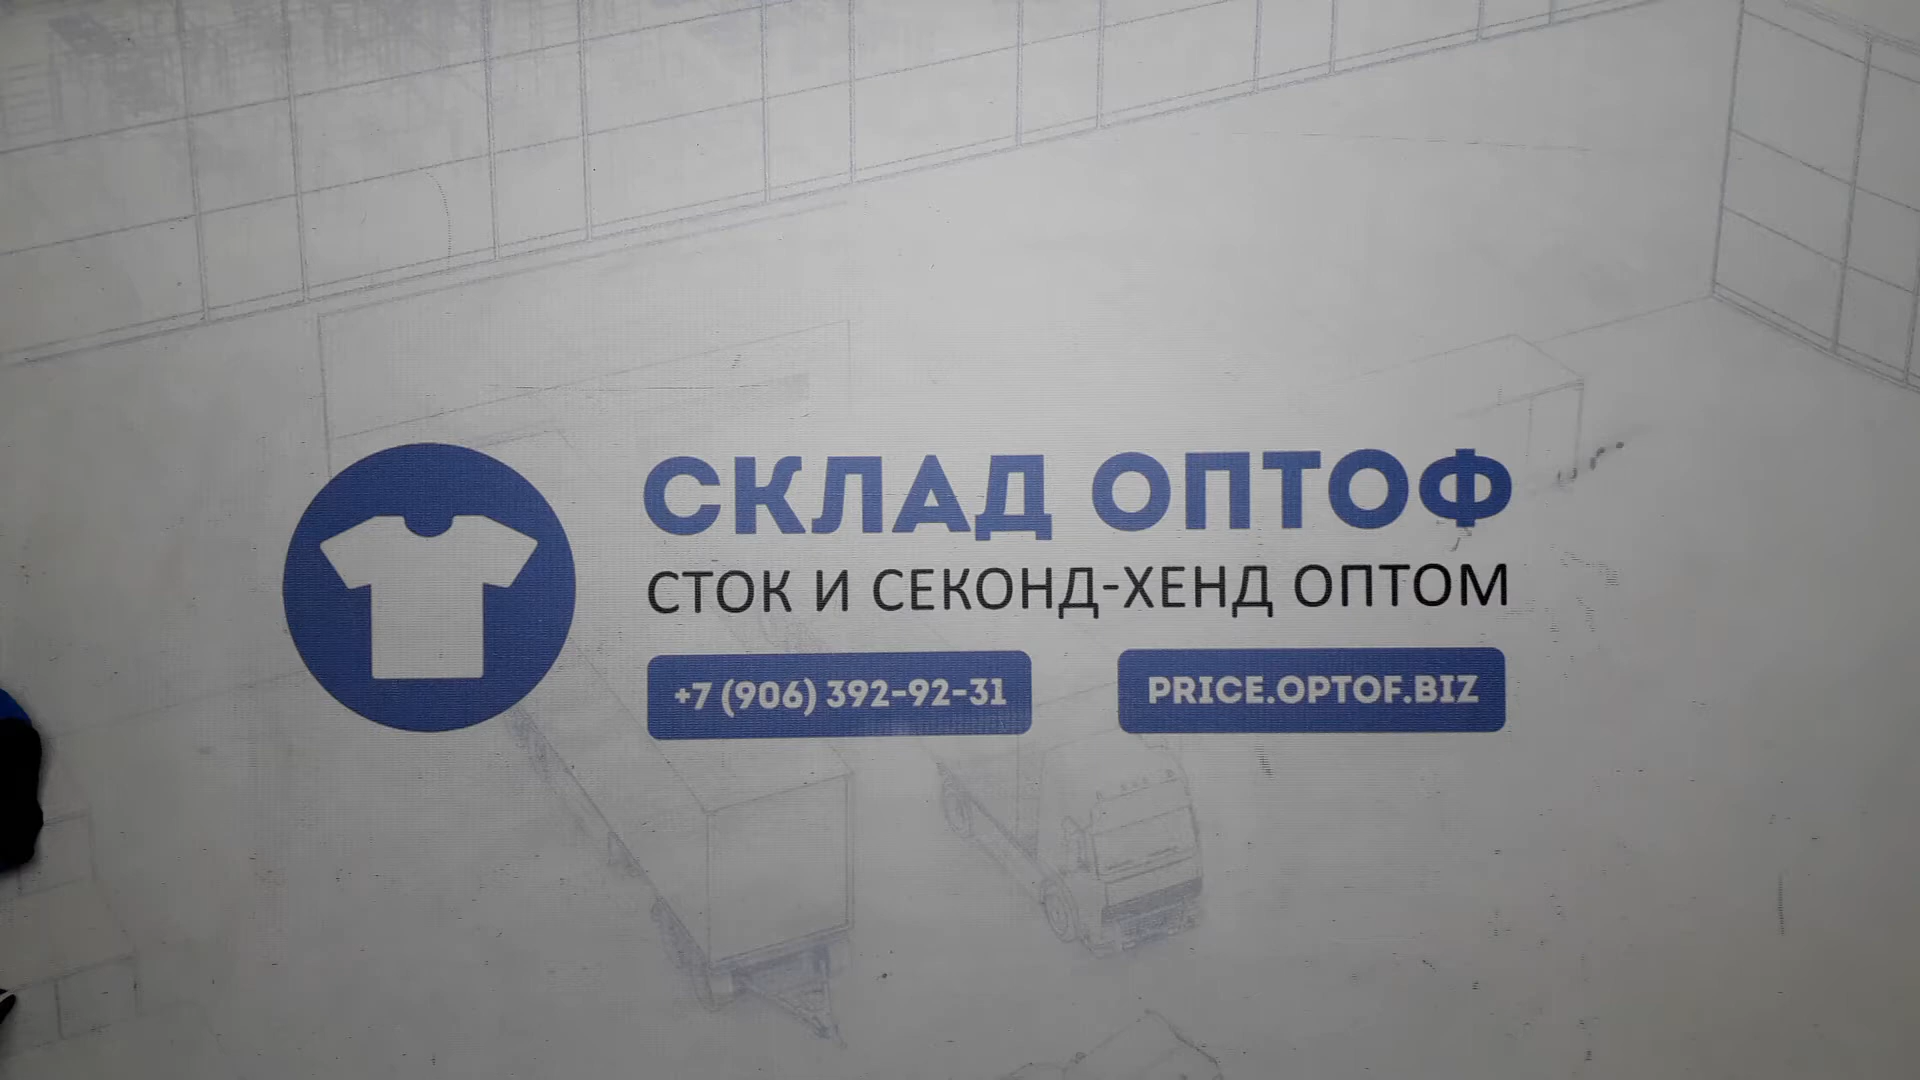 СКЛАД ОПТОФ
СТОК И СЕКОНД-ХЕНД ОПТОМ
+7 (906) 392-92-31
PRICE.OPTOF.BIZ